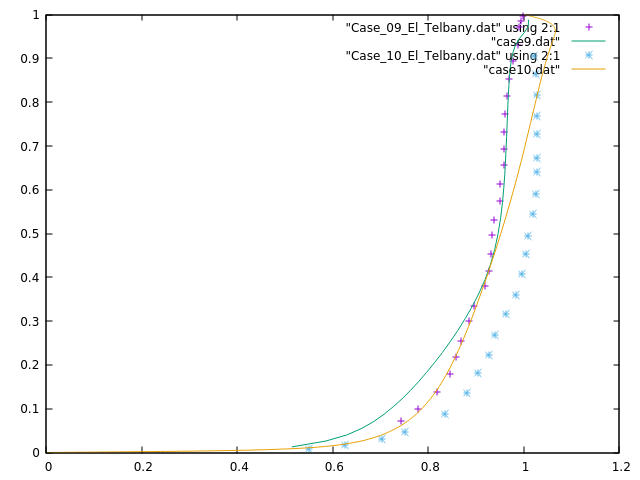 1
"Case_09_El_Telbany.dat" using 2:1
"case9.dat"
0.9
"Case_10_El_Telbany.dat" using 2:1
"case10.dat"
0.8
0.7
0.6
0.5
0.4
0.3
0.2
0.1
0
0 0.2 0.4 0.6 0.8 1 1.2